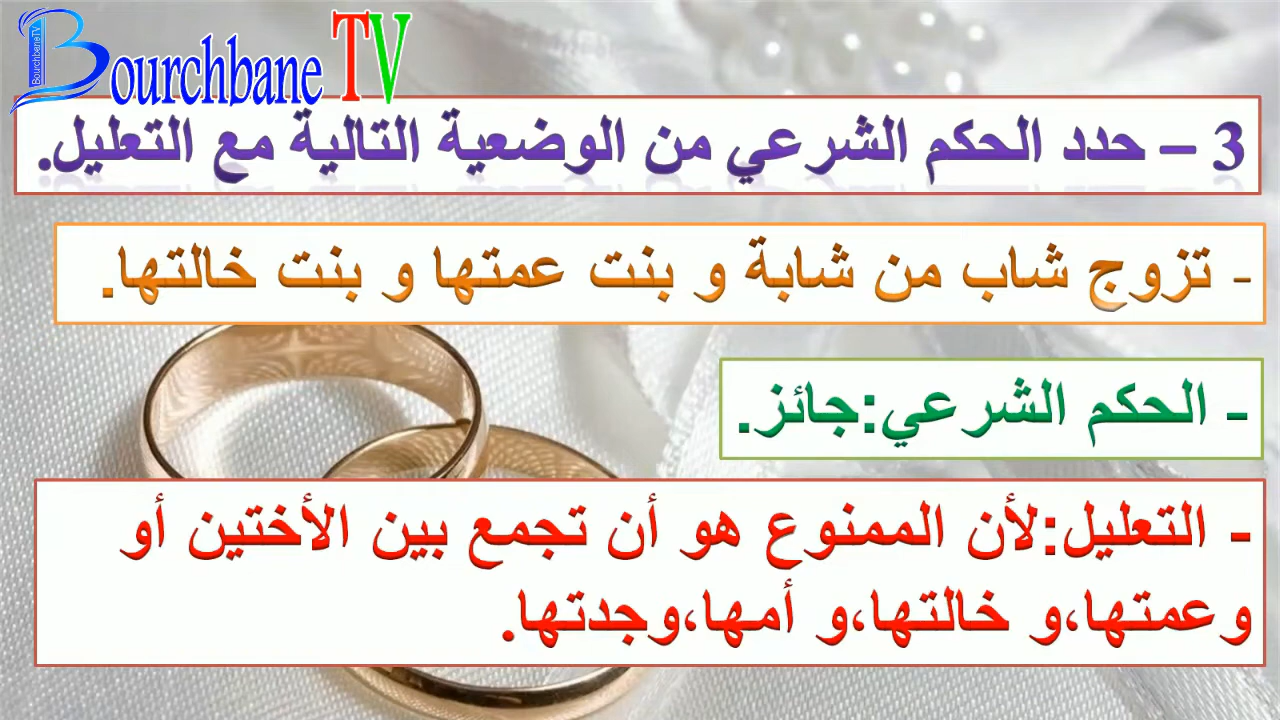 Bourchbane TV
BourchbaneTV
3 – حدد الحكم الشرعي من الوضعية التالية مع التعليل.
- تزوج شاب من شابة و بنت عمتها و بنت خالتها.
- الحكم الشرعي:جائز.
- التعليل:لأن الممنوع هو أن تجمع بين الأختين أو
وعمتها،و خالتها،و أمها،وجدتها.